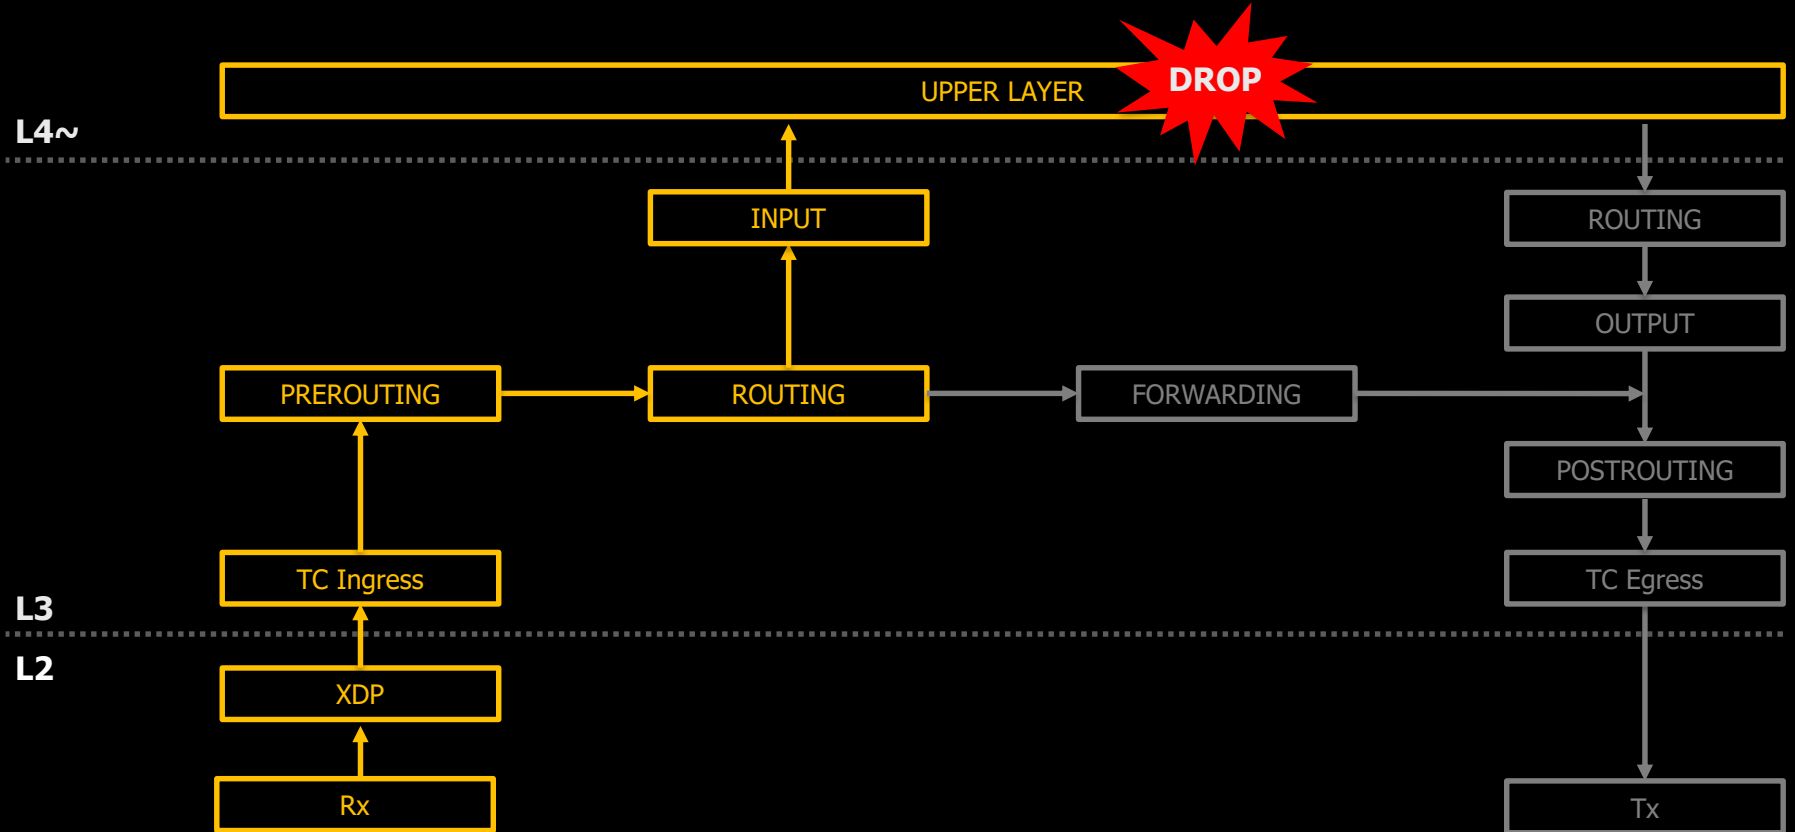 DROP
UPPER LAYER
L4~
INPUT
ROUTING
OUTPUT
PREROUTING
ROUTING
FORWARDING
POSTROUTING
TC Ingress
TC Egress
L3
L2
XDP
Rx
Tx